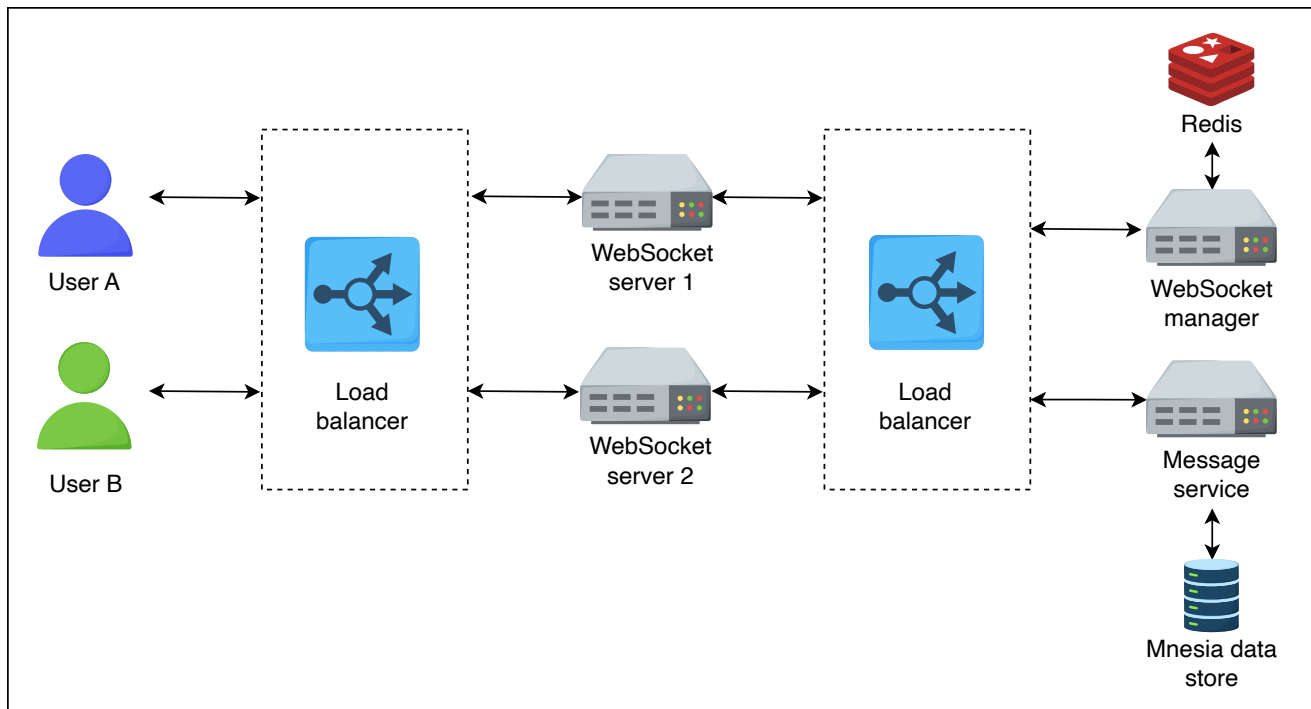 Redis
User A
WebSocket
server 1
WebSocket
manager
Load
balancer
Load
balancer
User B
WebSocket
server 2
Message
service
Mnesia data
store